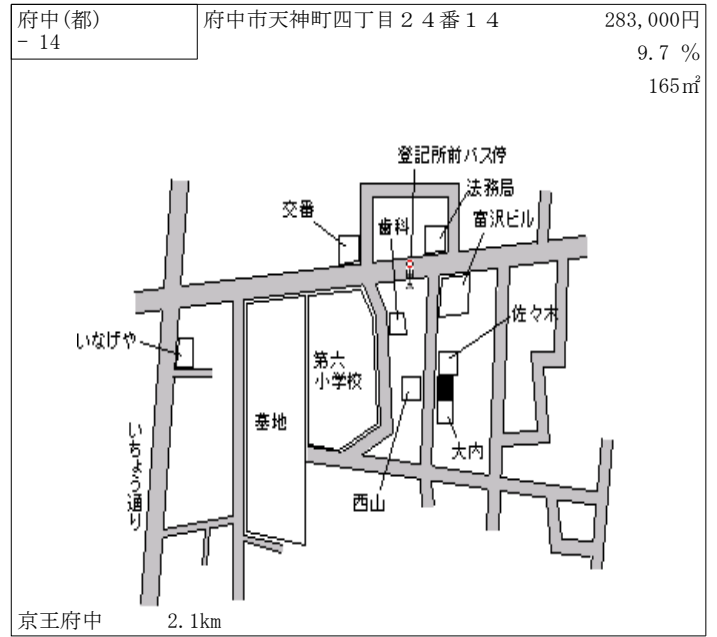 府中(都)
- 14
府中市天神町四丁目２４番１４
283,000円
9.7 %
165㎡
登記所前バス停
法務局
交番
歯科
富沢ビル
佐々木
いなげや
第六
小学校
墓地
大内
いちょう通り
西山
京王府中 2.1km